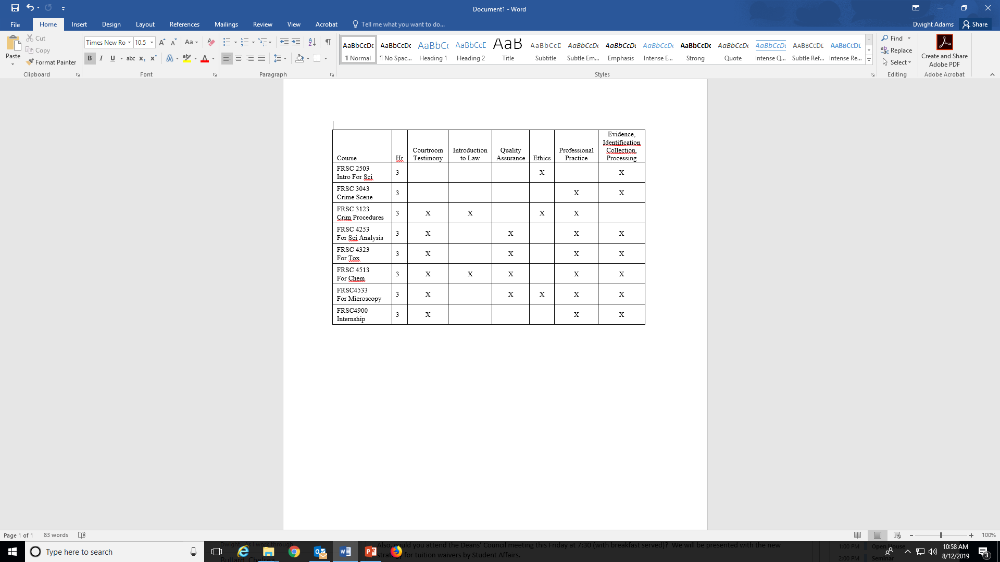 Document1 - Word
File Home Insert Design Layout References Mailings Review View Acrobat Tell me what you want to do... Dwight Adams Share
Paste
Cut
Copy
Format Painter
Clipboard
Times New Ro 10.5
Font
Paragraph
AaBbCcDc AaBbCcDc AaBbCc AaBbCcD AaB AaBbCcD AaBbCcDc AaBbCcDc AaBbCcDc AaBbCcDc AaBbCcDc AaBbCcDc AABBCCDE AABBCCDE
¶ Normal ¶ No Spac... Heading 1 Heading 2 Title Subtitle Subtle Em... Emphasis Intense E... Strong Quote Intense Q... Subtle Ref... Intense Re...
Styles
Find
Replace
Select
Editing
Create and Share
Adobe PDF
Adobe Acrobat
Course
Hr
Courtroom
Testimony
Introduction
to Law
Quality
Assurance
Ethics
Professional
Practice
Evidence,
Identification
Collection,
Processing
FRSC 2503
Intro For Sci
3 X X
FRSC 3043
Crime Scene
3 X X
FRSC 3123
Crim Procedures
3 X X X X
FRSC 4253
For Sci Analysis
3 X X X X
FRSC 4323
For Tox
3 X X X X
FRSC 4513
For Chem
3 X X X X X
FRSC4533
For Microscopy
3 X X X X X
FRSC4900
Internship
3 X X X
Page 1 of 1 83 words 100%
Type here to search
Also, could you attend the Deans' Council meeting this Friday at 7:30 (with breakfast served)? We will be presented with the new
for tuition waivers by Student Affairs.
Bullard, Chelsea
1:00 PM Open House
2:00 PM Seminar
10:58 AM
8/12/2019
3